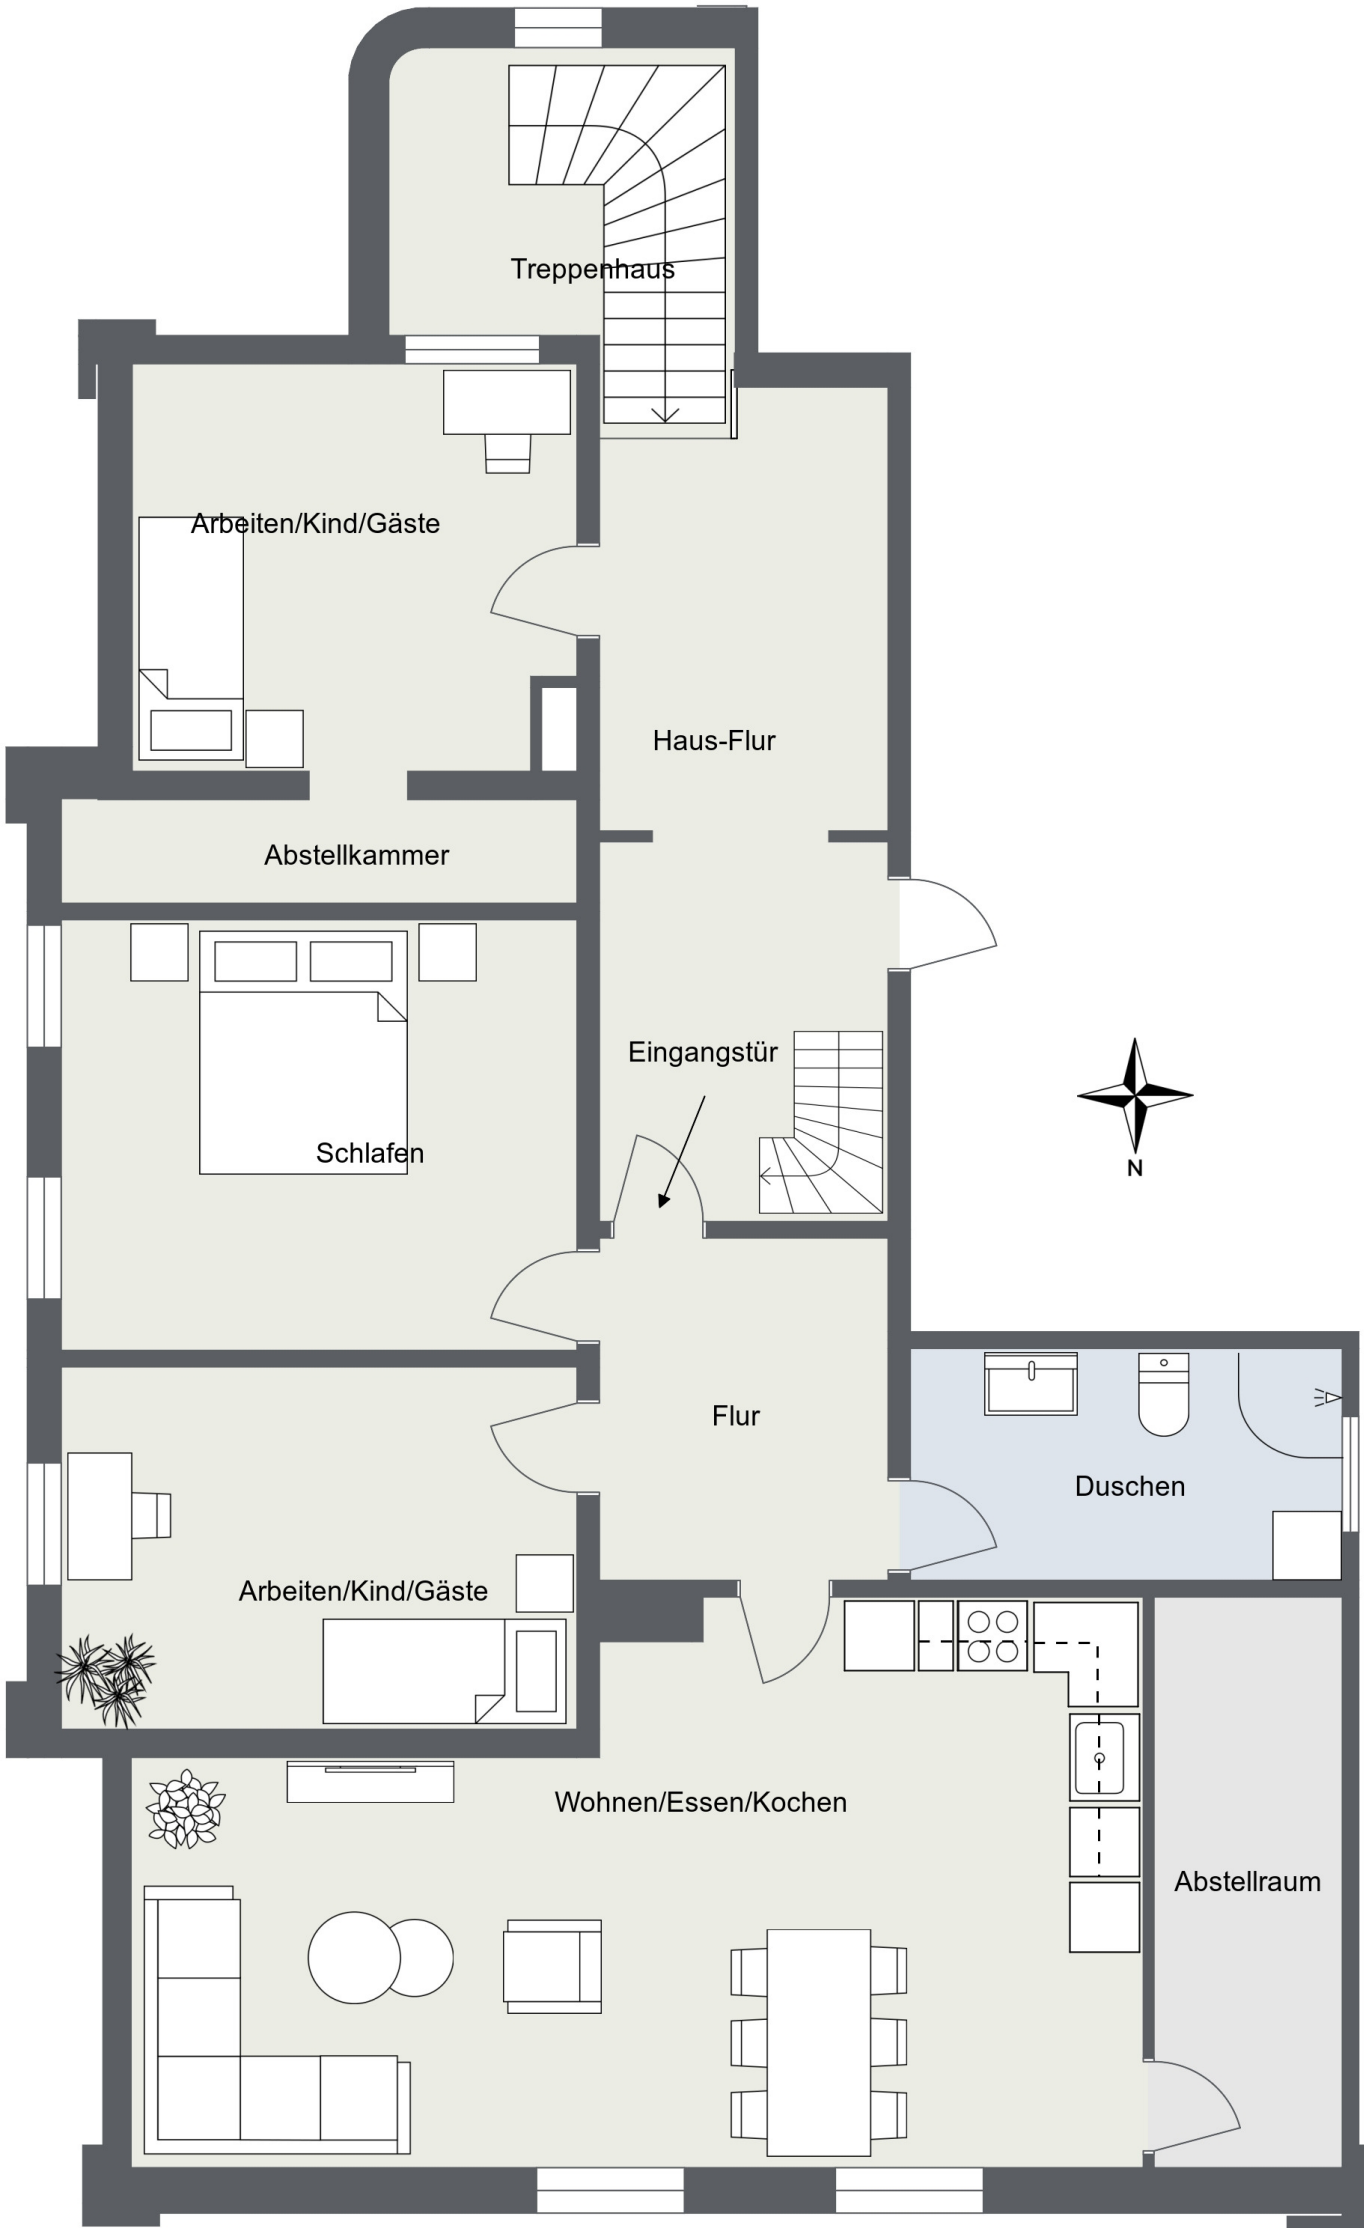 Treppenhaus
Arbeiten/Kind/Gäste
Haus-Flur
Abstellkammer
Eingangstür
Schlafen
N
Flur
Duschen
Arbeiten/Kind/Gäste
Wohnen/Essen/Kochen
Abstellraum